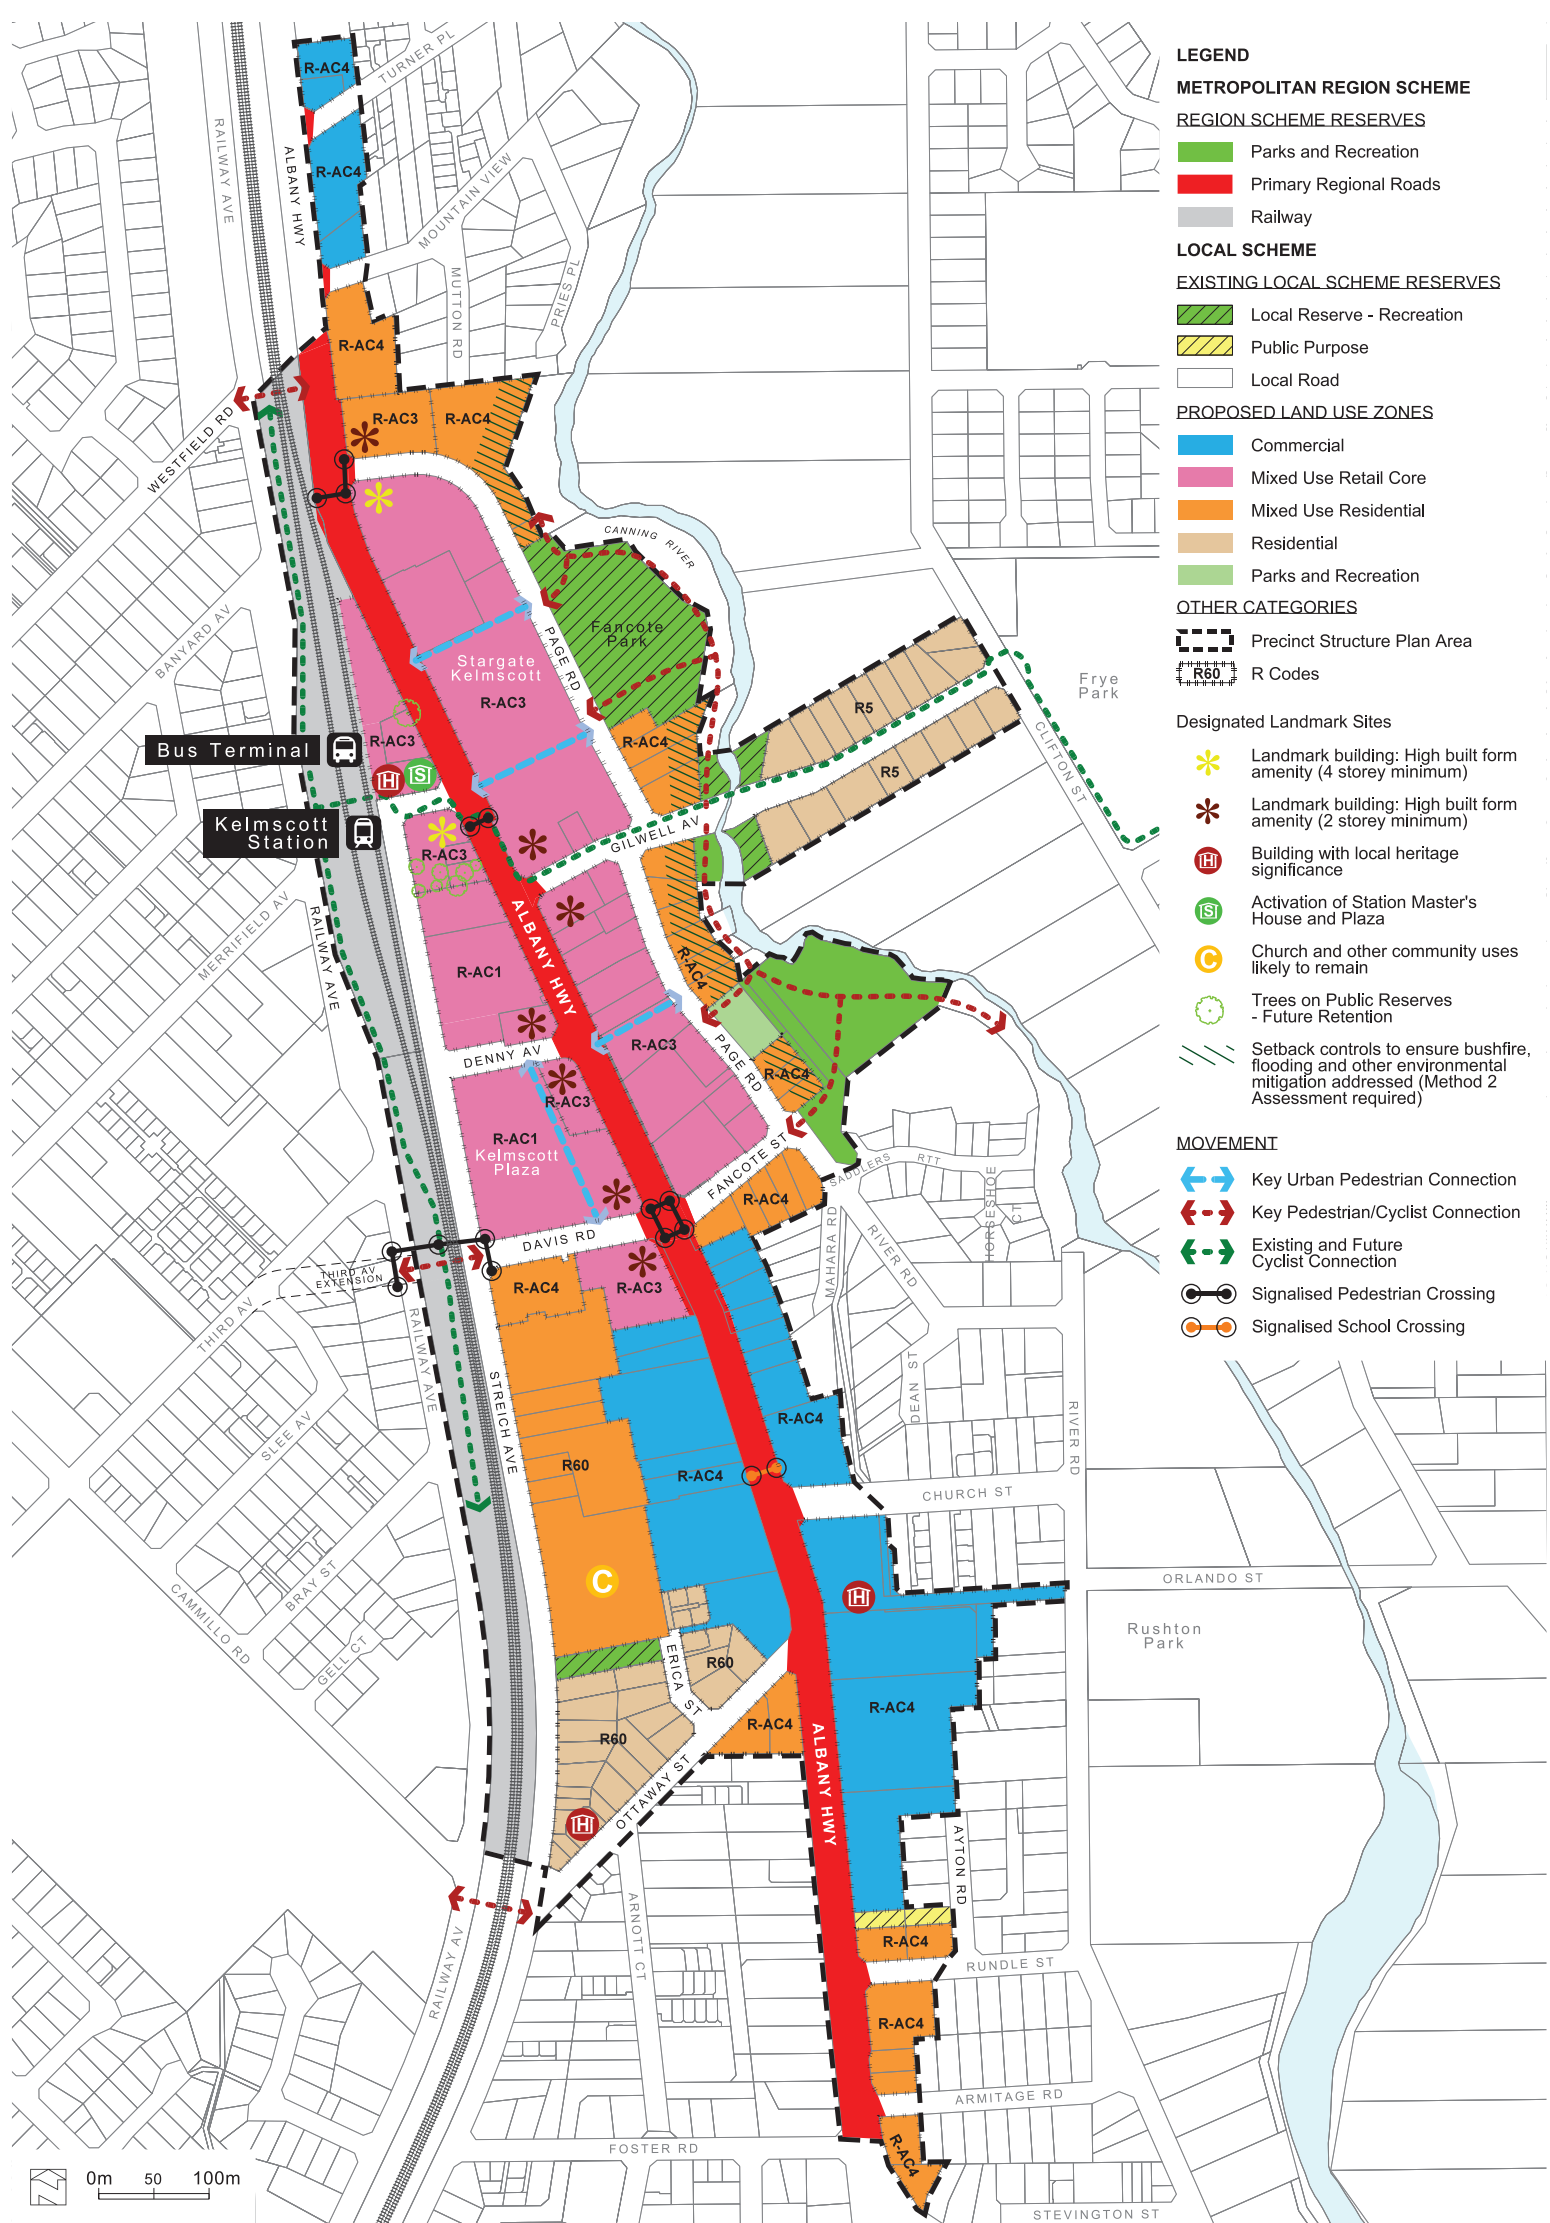 LEGEND
METROPOLITAN REGION SCHEME
REGION SCHEME RESERVES
Parks and Recreation
Primary Regional Roads
Railway
LOCAL SCHEME
EXISTING LOCAL SCHEME RESERVES
Local Reserve - Recreation
Public Purpose
Local Road
PROPOSED LAND USE ZONES
Commercial
Mixed Use Retail Core
Mixed Use Residential
Residential
Parks and Recreation
OTHER CATEGORIES
Precinct Structure Plan Area
R60
R Codes
Designated Landmark Sites
Landmark building: High built form
amenity (4 storey minimum)
Landmark building: High built form
amenity (2 storey minimum)
H
Building with local heritage
significance
S
Activation of Station Master's
House and Plaza
C
Church and other community uses
likely to remain
Trees on Public Reserves
- Future Retention
Setback controls to ensure bushfire,
flooding and other environmental
mitigation addressed (Method 2
Assessment required)
MOVEMENT
Key Urban Pedestrian Connection
Key Pedestrian/Cyclist Connection
Existing and Future
Cyclist Connection
Signalised Pedestrian Crossing
Signalised School Crossing
R-AC4
TURNER PL
RAILWAY AVE
ALBANY HWY
R-AC4
MOUNTAIN VIEW
MUTTON RD
PRIES PL
R-AC4
WESTFIELD RD
R-AC3
R-AC4
CANNING RIVER
BANYARD AV
PAGE RD
Fancote
Park
Stargate
Kelmscott
R-AC3
Frye
Park
R5
R5
CLIFTON ST
R-AC4
R-AC3
Bus Terminal
H
S
Kelmscott
Station
R-AC3
GILWELL AV
MERRIFIELD AV
RAILWAY AVE
ALBANY HWY
R-AC1
R-AC4
DENNY AV
R-AC3
PAGE RD
R-AC4
R-AC3
R-AC1
Kelmscott
Plaza
FANCOTE ST
SADDLERS RTT
HORSESHOE
CT
R-AC4
MAHARA RD
RIVER RD
DAVIS RD
THIRD AV
EXTENSION
R-AC4
R-AC3
THIRD AV
RAILWAY AVE
STREICH AVE
DEAN ST
RIVER RD
SLEE AV
R-AC4
R60
R-AC4
CHURCH ST
ORLANDO ST
C
H
BRAY ST
CAMMILLO RD
GELL CT
Rushton
Park
ERICA ST
R60
R-AC4
R60
R-AC4
ALBANY HWY
OTTAWAY ST
H
AYTON RD
ARNOTT CT
RAILWAY AV
R-AC4
RUNDLE ST
R-AC4
ARMITAGE RD
R-AC4
FOSTER RD
STEVINGTON ST
N
0m
50
100m